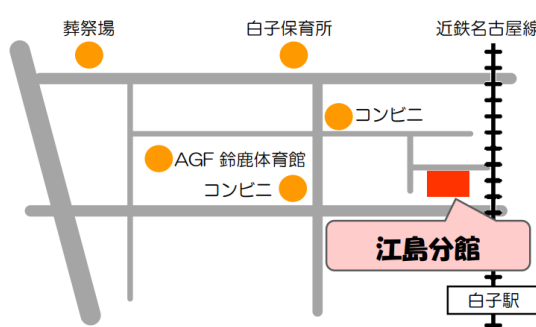 葬祭場
白子保育所
近鉄名古屋線
コンビニ
AGF 鈴鹿体育館
コンビニ
江島分館
白子駅